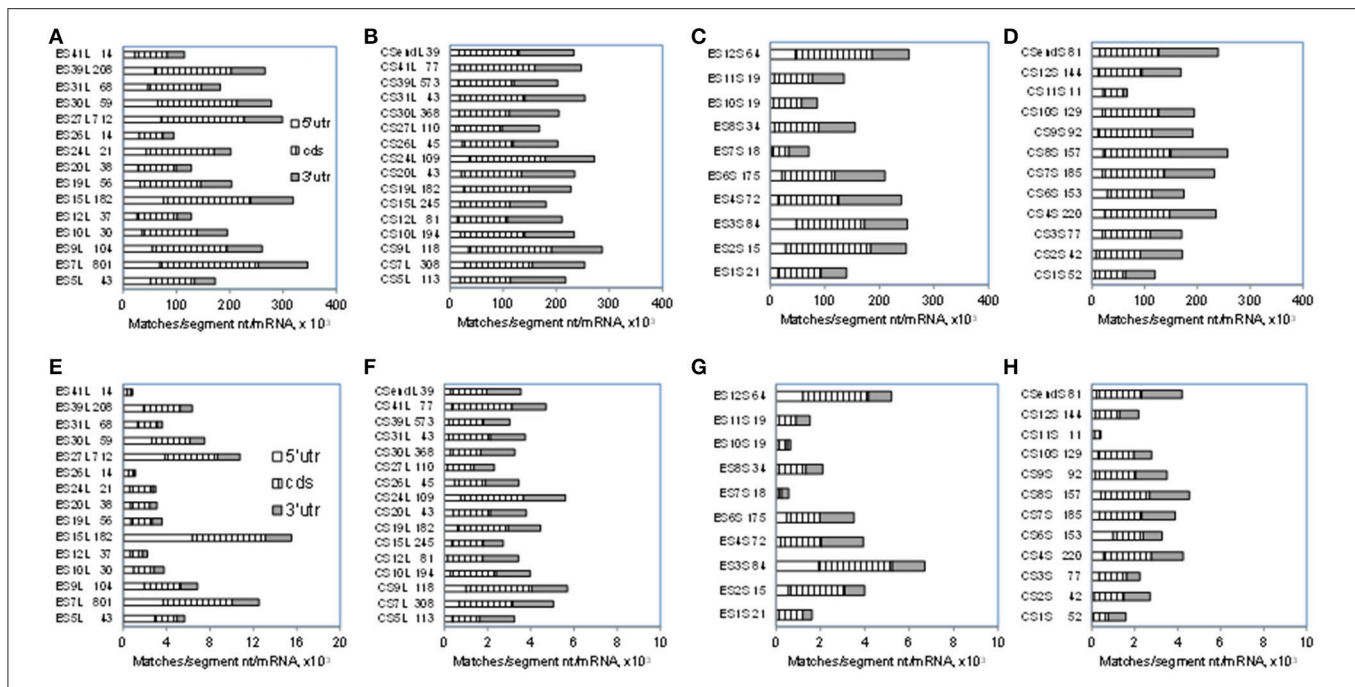 A
ES41L 14
ES39L 208
ES31L 68
ES30L 59
ES27L 712
ES26L 14
ES24L 21
ES20L 38
ES19L 56
ES15L 182
ES12L 37
ES10L 30
ES9L 104
ES7L 801
ES5L 43
5'utr
cds
3'utr
0 100 200 300 400
Matches/segment nt/mRNA, x10³
B
CSendL 39
CS41L 77
CS39L 573
CS31L 43
CS30L 368
CS27L 110
CS26L 45
CS24L 109
CS20L 43
CS19L 182
CS15L 245
CS12L 81
CS10L 194
CS9L 118
CS7L 308
CS5L 113
0 100 200 300 400
Matches/segment nt/mRNA, x10³
C
ES12S 64
ES11S 19
ES10S 19
ES8S 34
ES7S 18
ES6S 175
ES4S 72
ES3S 84
ES2S 15
ES1S 21
0 100 200 300 400
Matches/segment nt/mRNA, x10³
D
CSendS 81
CS12S 144
CS11S 11
CS10S 129
CS9S 92
CS8S 157
CS7S 185
CS6S 153
CS4S 220
CS3S 77
CS2S 42
CS1S 52
0 100 200 300 400
Matches/segment nt/mRNA, x10³
E
ES41L 14
ES39L 208
ES31L 68
ES30L 59
ES27L 712
ES26L 14
ES24L 21
ES20L 38
ES19L 56
ES15L 182
ES12L 37
ES10L 30
ES9L 104
ES7L 801
ES5L 43
5'utr
cds
3'utr
0 4 8 12 16 20
Matches/segment nt/mRNA, x10³
F
CSendL 39
CS41L 77
CS39L 573
CS31L 43
CS30L 368
CS27L 110
CS26L 45
CS24L 109
CS20L 43
CS19L 182
CS15L 245
CS12L 81
CS10L 194
CS9L 118
CS7L 308
CS5L 113
0 2 4 6 8 10
Matches/segment nt/mRNA, x10³
G
ES12S 64
ES11S 19
ES10S 19
ES8S 34
ES7S 18
ES6S 175
ES4S 72
ES3S 84
ES2S 15
ES1S 21
0 2 4 6 8 10
Matches/segment nt/mRNA, x10³
H
CSendS 81
CS12S 144
CS11S 11
CS10S 129
CS9S 92
CS8S 157
CS7S 185
CS6S 153
CS4S 220
CS3S 77
CS2S 42
CS1S 52
0 2 4 6 8 10
Matches/segment nt/mRNA, x10³